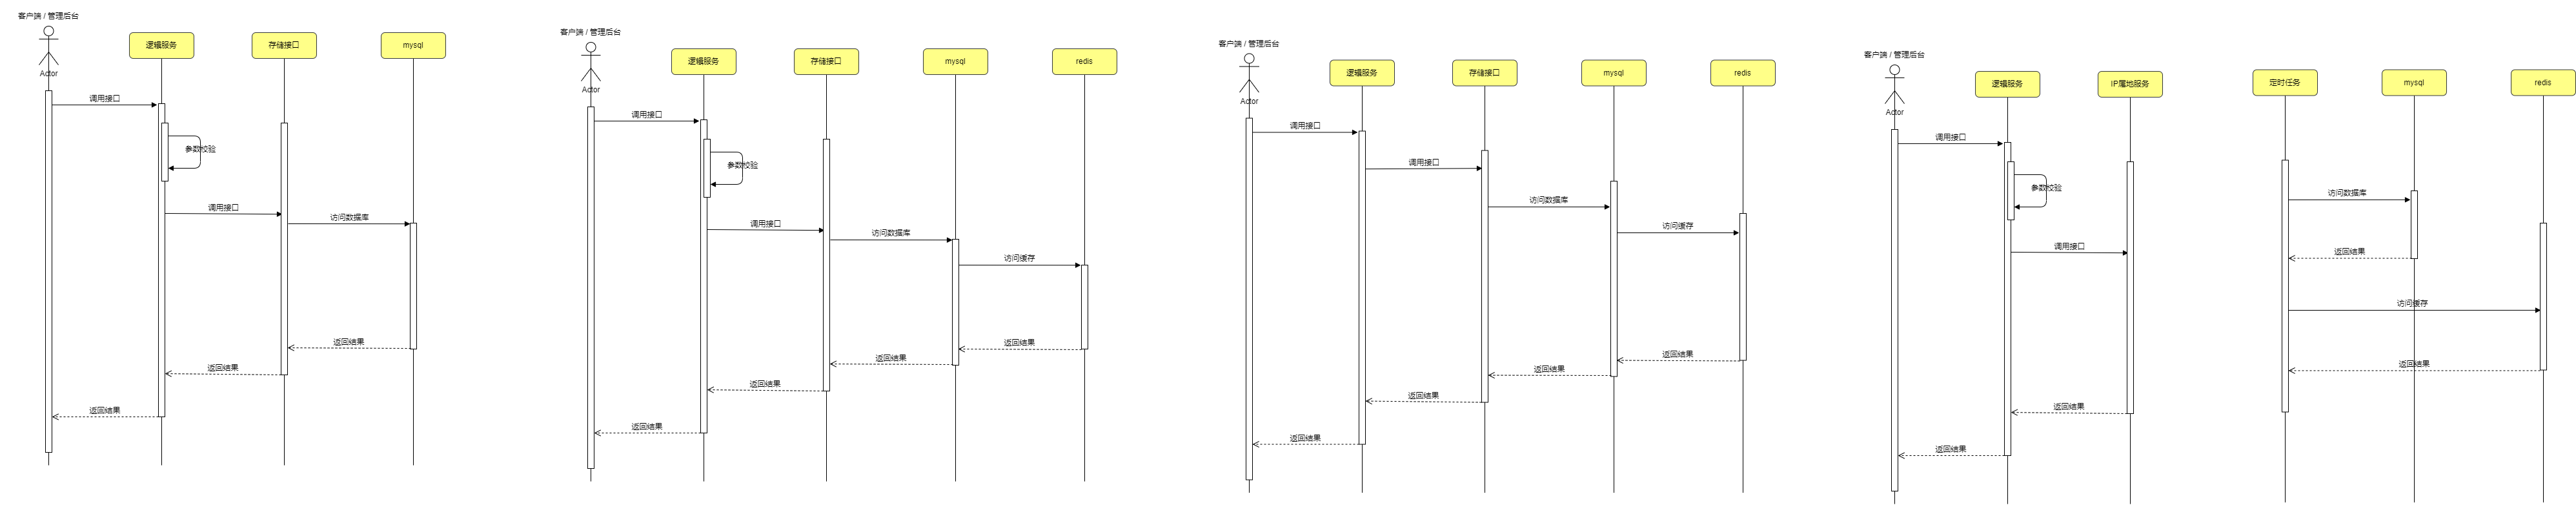 客户端 / 管理后台
Actor
逻辑服务
存储接口
mysql
调用接口
参数校验
调用接口
访问数据库
返回结果
返回结果
返回结果
客户端 / 管理后台
Actor
逻辑服务
存储接口
mysql
redis
调用接口
参数校验
调用接口
访问数据库
访问缓存
返回结果
返回结果
返回结果
返回结果
客户端 / 管理后台
Actor
逻辑服务
存储接口
mysql
redis
调用接口
调用接口
访问数据库
访问缓存
返回结果
返回结果
返回结果
返回结果
客户端 / 管理后台
Actor
逻辑服务
IP属地服务
调用接口
参数校验
调用接口
返回结果
返回结果
定时任务
mysql
redis
访问数据库
返回结果
访问缓存
返回结果